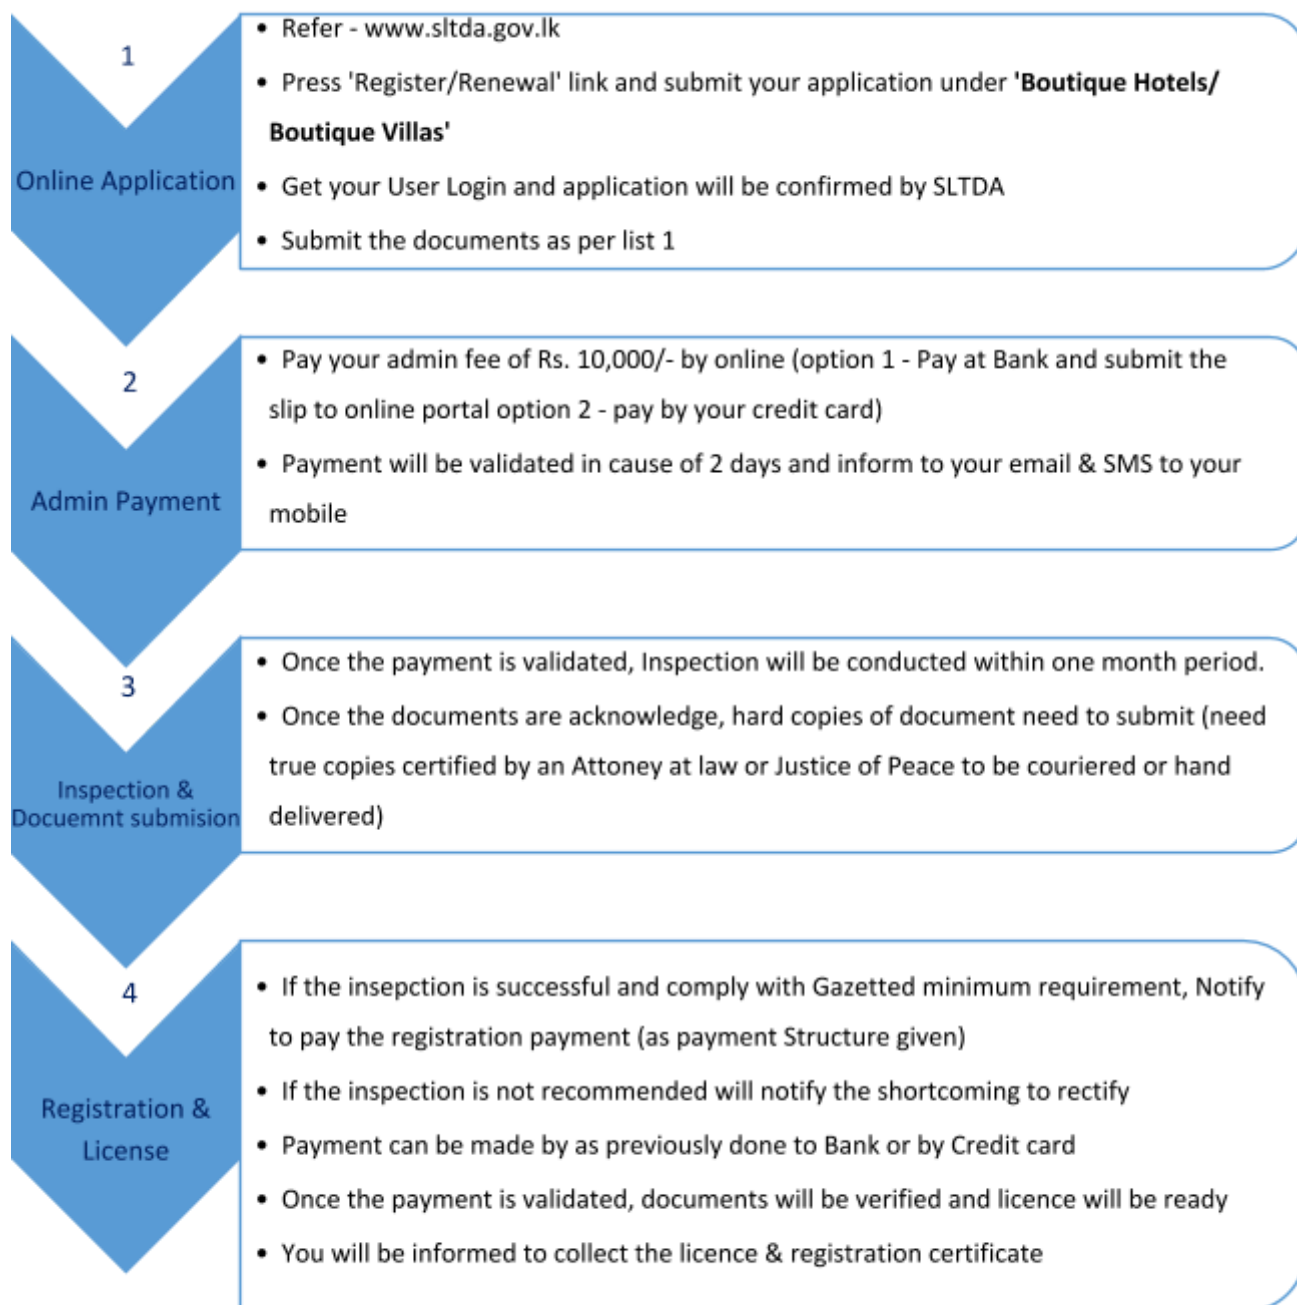 1
Online Application
• Refer - www.sltda.gov.lk
• Press 'Register/Renewal' link and submit your application under 'Boutique Hotels/
Boutique Villas'
• Get your User Login and application will be confirmed by SLTDA
• Submit the documents as per list 1
2
Admin Payment
• Pay your admin fee of Rs. 10,000/- by online (option 1 - Pay at Bank and submit the
slip to online portal option 2 - pay by your credit card)
• Payment will be validated in cause of 2 days and inform to your email & SMS to your
mobile
3
Inspection &
Docuemnt submision
• Once the payment is validated, Inspection will be conducted within one month period.
• Once the documents are acknowledge, hard copies of document need to submit (need
true copies certified by an Attoney at law or Justice of Peace to be couriered or hand
delivered)
4
Registration &
License
• If the insepction is successful and comply with Gazetted minimum requirement, Notify
to pay the registration payment (as payment Structure given)
• If the inspection is not recommended will notify the shortcoming to rectify
• Payment can be made by as previously done to Bank or by Credit card
• Once the payment is validated, documents will be verified and licence will be ready
• You will be informed to collect the licence & registration certificate